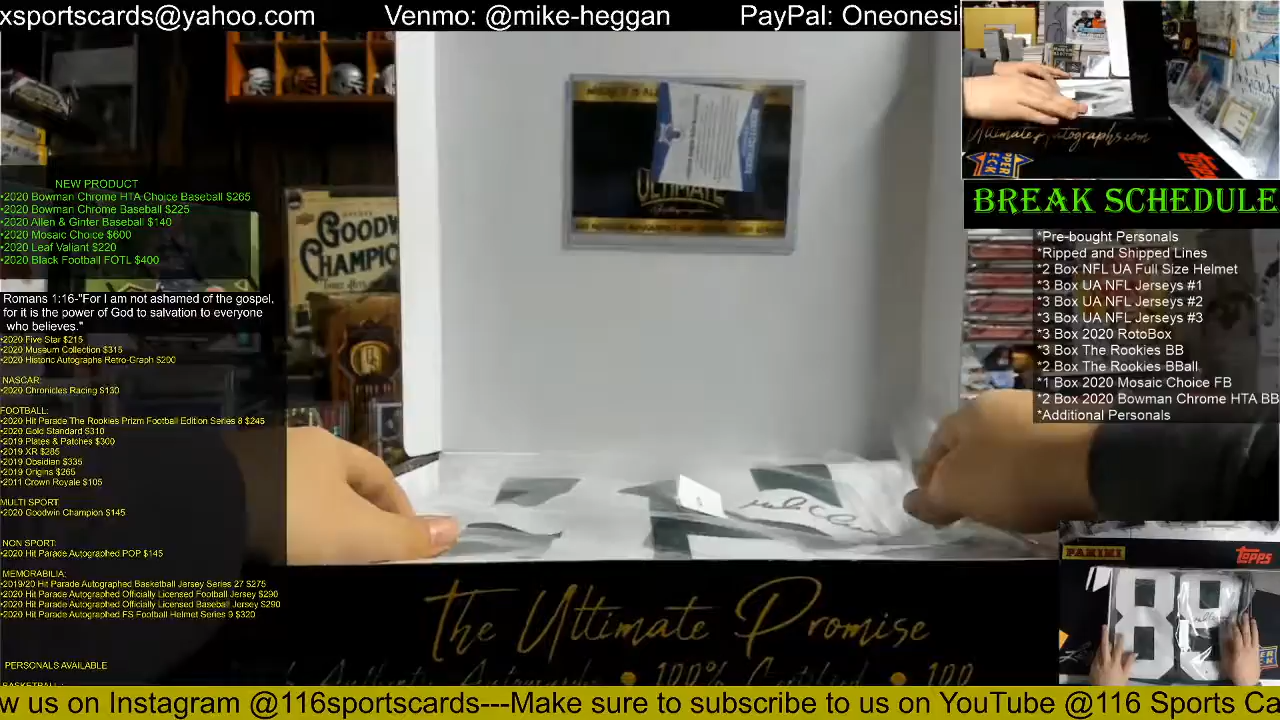 xsportscards@yahoo.com Venmo: @mike-heggan PayPal: Oneonesi
NEW PRODUCT
•2020 Bowman Chrome HTA Choice Baseball $265
•2020 Bowman Chrome Baseball $225
•2020 Allen & Ginter Baseball $140
•2020 Mosaic Choice $600
•2020 Leaf Valiant $220
•2020 Black Football FOTL $400
Romans 1:16-"For I am not ashamed of the gospel,
for it is the power of God to salvation to everyone
who believes."
•2020 Five Star $215
•2020 Museum Collection $315
•2020 Historic Autographs Retro-Graph $200
NASCAR:
•2020 Chronicles Racing $130
FOOTBALL:
•2020 Hit Parade The Rookies Prizm Football Edition Series 8 $245
•2020 Gold Standard $310
•2019 Plates & Patches $300
•2019 XR $285
•2019 Obsidian $335
•2019 Origins $265
•2011 Crown Royale $105
MULTI SPORT
•2020 Goodwin Champion $145
NON SPORT:
•2020 Hit Parade Autographed POP $145
MEMORABILIA:
•2019/20 Hit Parade Autographed Basketball Jersey Series 27 $275
•2020 Hit Parade Autographed Officially Licensed Football Jersey $290
•2020 Hit Parade Autographed Officially Licensed Baseball Jersey $290
•2020 Hit Parade Autographed FS Football Helmet Series 9 $320
PERSONALS AVAILABLE
BASKETBALL:
GOODW
CHAMPIC
ULTIMATE
The Ultimate Promise
Authentic Autographs • 100% Certified • 100
UltimateAutographs.com
UPPER DECK
BREAK SCHEDULE
*Pre-bought Personals
*Ripped and Shipped Lines
*2 Box NFL UA Full Size Helmet
*3 Box UA NFL Jerseys #1
*3 Box UA NFL Jerseys #2
*3 Box UA NFL Jerseys #3
*3 Box 2020 RotoBox
*3 Box The Rookies BB
*2 Box The Rookies BBall
*1 Box 2020 Mosaic Choice FB
*2 Box 2020 Bowman Chrome HTA BB
*Additional Personals
PANINI
topps
88
w us on Instagram @116sportscards---Make sure to subscribe to us on YouTube @116 Sports Ca